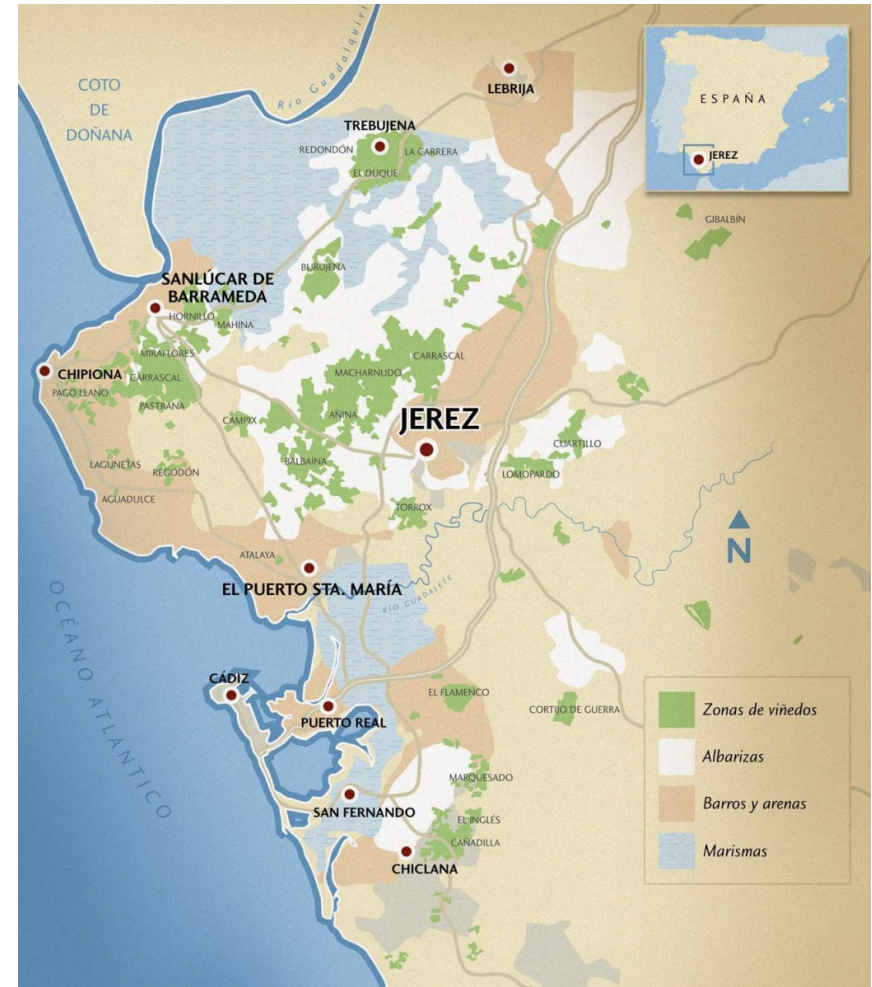 COTO
DE
DOÑANA
Río Guadalquivir
LEBRIJA
ESPAÑA
JEREZ
TREBUJENA
REDONDÓN
LA CARRERA
EL DUQUE
GIBALBÍN
BURUJENA
SANLÚCAR DE
BARRAMEDA
HORNILLO
MAHINA
MIRAFLORES
CHIPIONA
CARRASCAL
PAGO LLANO
PASTRANA
CARRASCAL
MACHARNUDO
CAMPIX
AÑINA
JEREZ
BALBAÍNA
CUARTILLO
LOMOPARDO
LAGUNETAS
REGODÓN
AGUADULCE
TORROX
N
ATALAYA
EL PUERTO STA. MARÍA
RÍO GUADALETE
OCÉANO ATLÁNTICO
CÁDIZ
PUERTO REAL
EL FLAMENCO
CORTIJO DE GUERRA
MARQUESADO
SAN FERNANDO
EL INGLÉS
CAÑADILLA
CHICLANA
Zonas de viñedos
Albarizas
Barros y arenas
Marismas